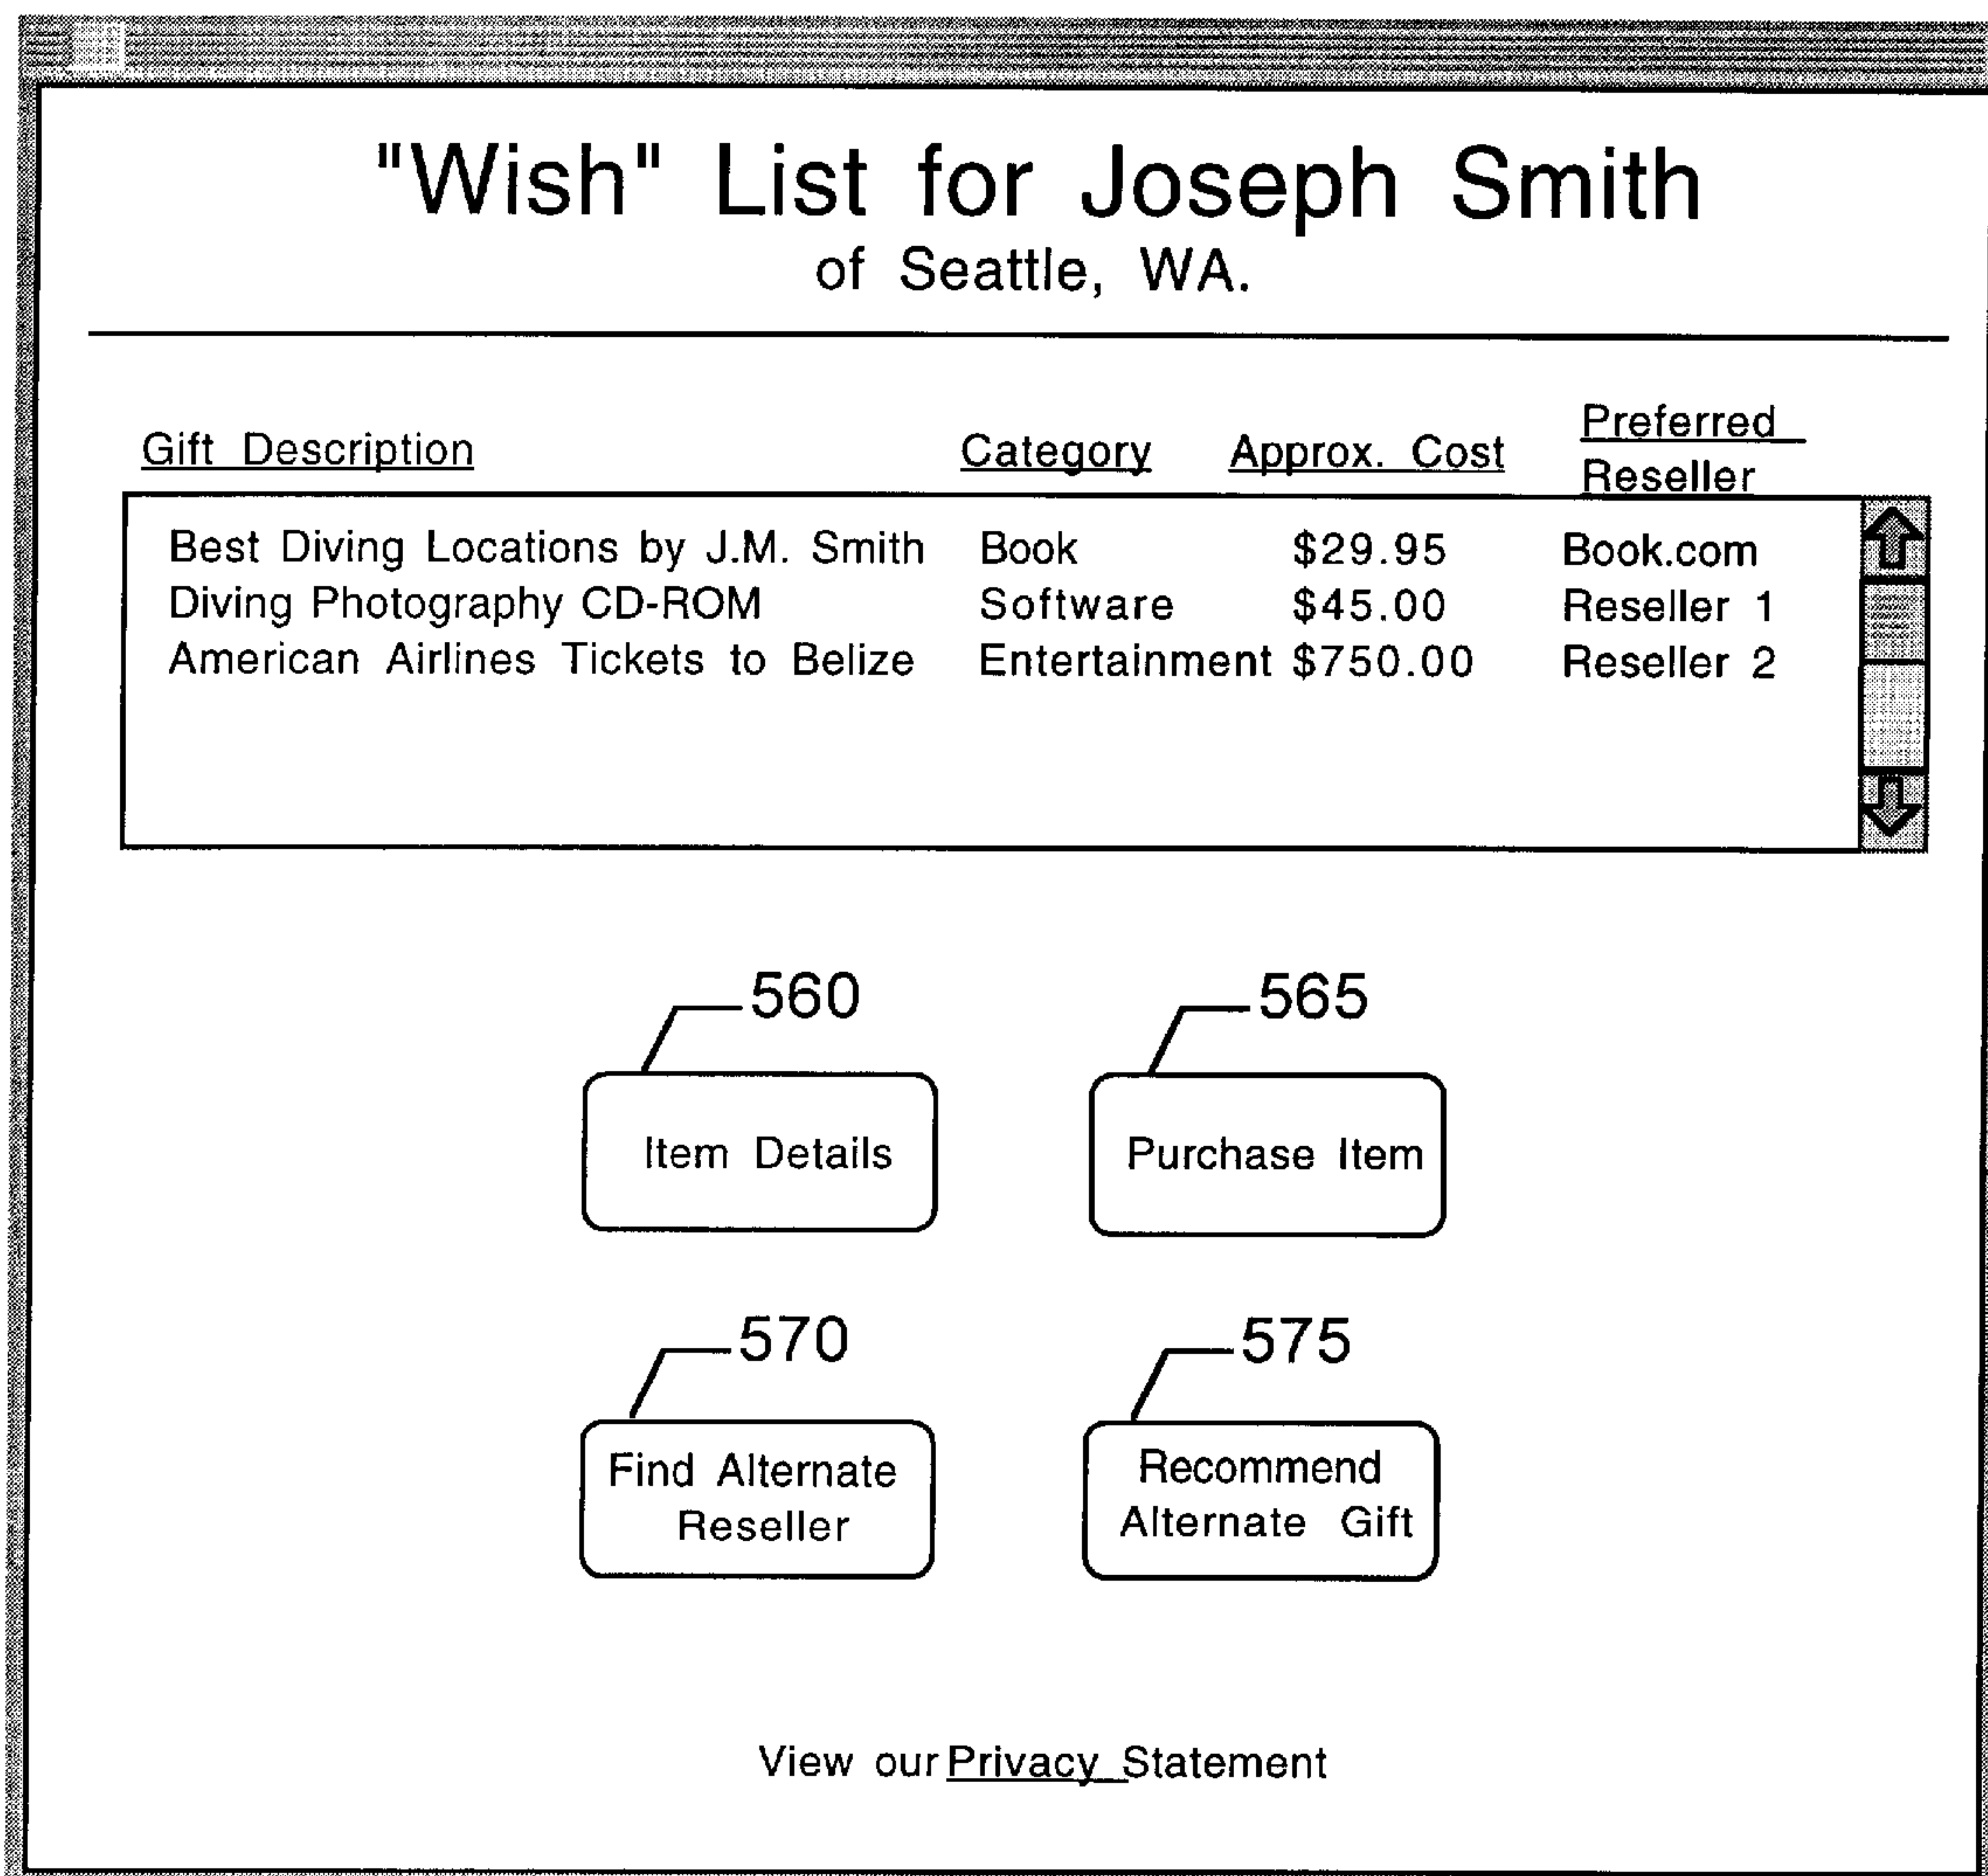 "Wish" List for Joseph Smith
of Seattle, WA.
Gift Description Category Approx. Cost Preferred Reseller
Best Diving Locations by J.M. Smith Book $29.95 Book.com
Diving Photography CD-ROM Software $45.00 Reseller 1
American Airlines Tickets to Belize Entertainment $750.00 Reseller 2
560 565
Item Details Purchase Item
570 575
Find Alternate Reseller
Recommend Alternate Gift
View our Privacy Statement